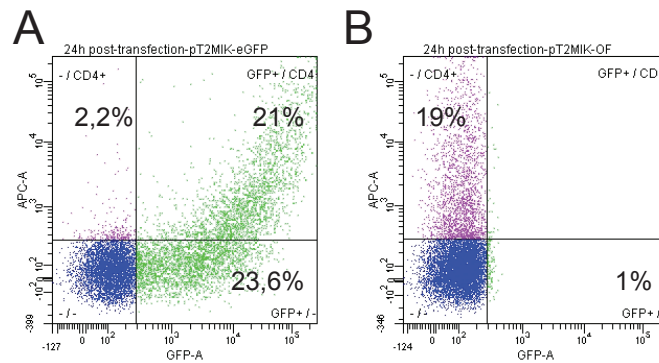 A
24h post-transfection-pT2MIK-eGFP
- / CD4+
GFP+ / CD4
2,2%
21%
23,6%
- / -
GFP+ / -
APC-A
10^5
10^4
10^3
10^2
-10^2
-399
-127
0
10^2
10^3
10^4
10^5
GFP-A
B
24h post-transfection-pT2MIK-OF
- / CD4+
GFP+ / CD
19%
1%
- / -
GFP+ /
APC-A
10^5
10^4
10^3
10^2
-10^2
-346
-124
0
10^2
10^3
10^4
10^5
GFP-A